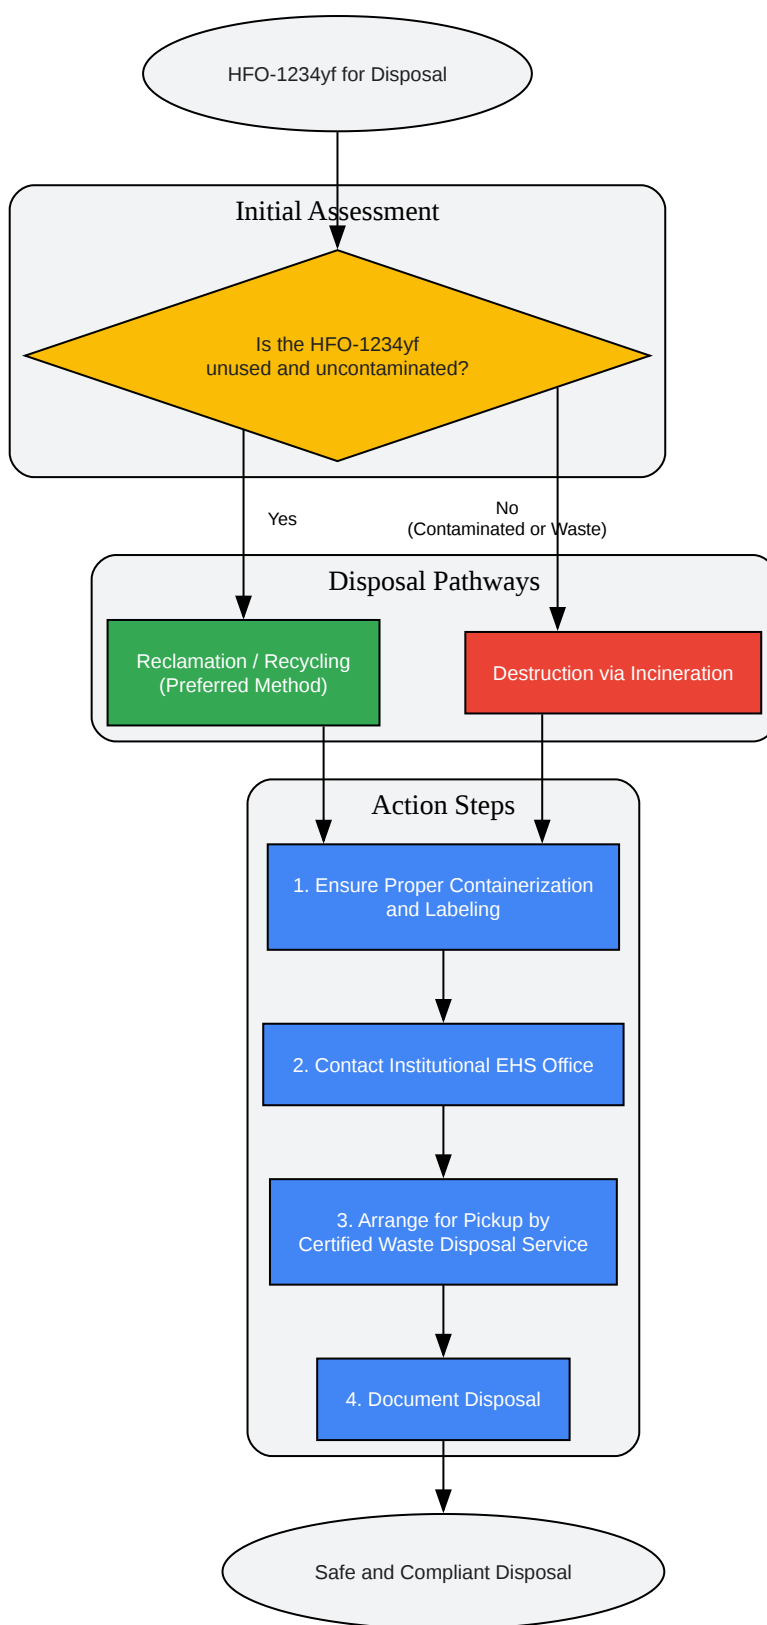 HFO-1234yf for Disposal
Initial Assessment
Is the HFO-1234yf
unused and uncontaminated?
Yes
No
(Contaminated or Waste)
Disposal Pathways
Reclamation / Recycling
(Preferred Method)
Destruction via Incineration
Action Steps
1. Ensure Proper Containerization
and Labeling
2. Contact Institutional EHS Office
3. Arrange for Pickup by
Certified Waste Disposal Service
4. Document Disposal
Safe and Compliant Disposal